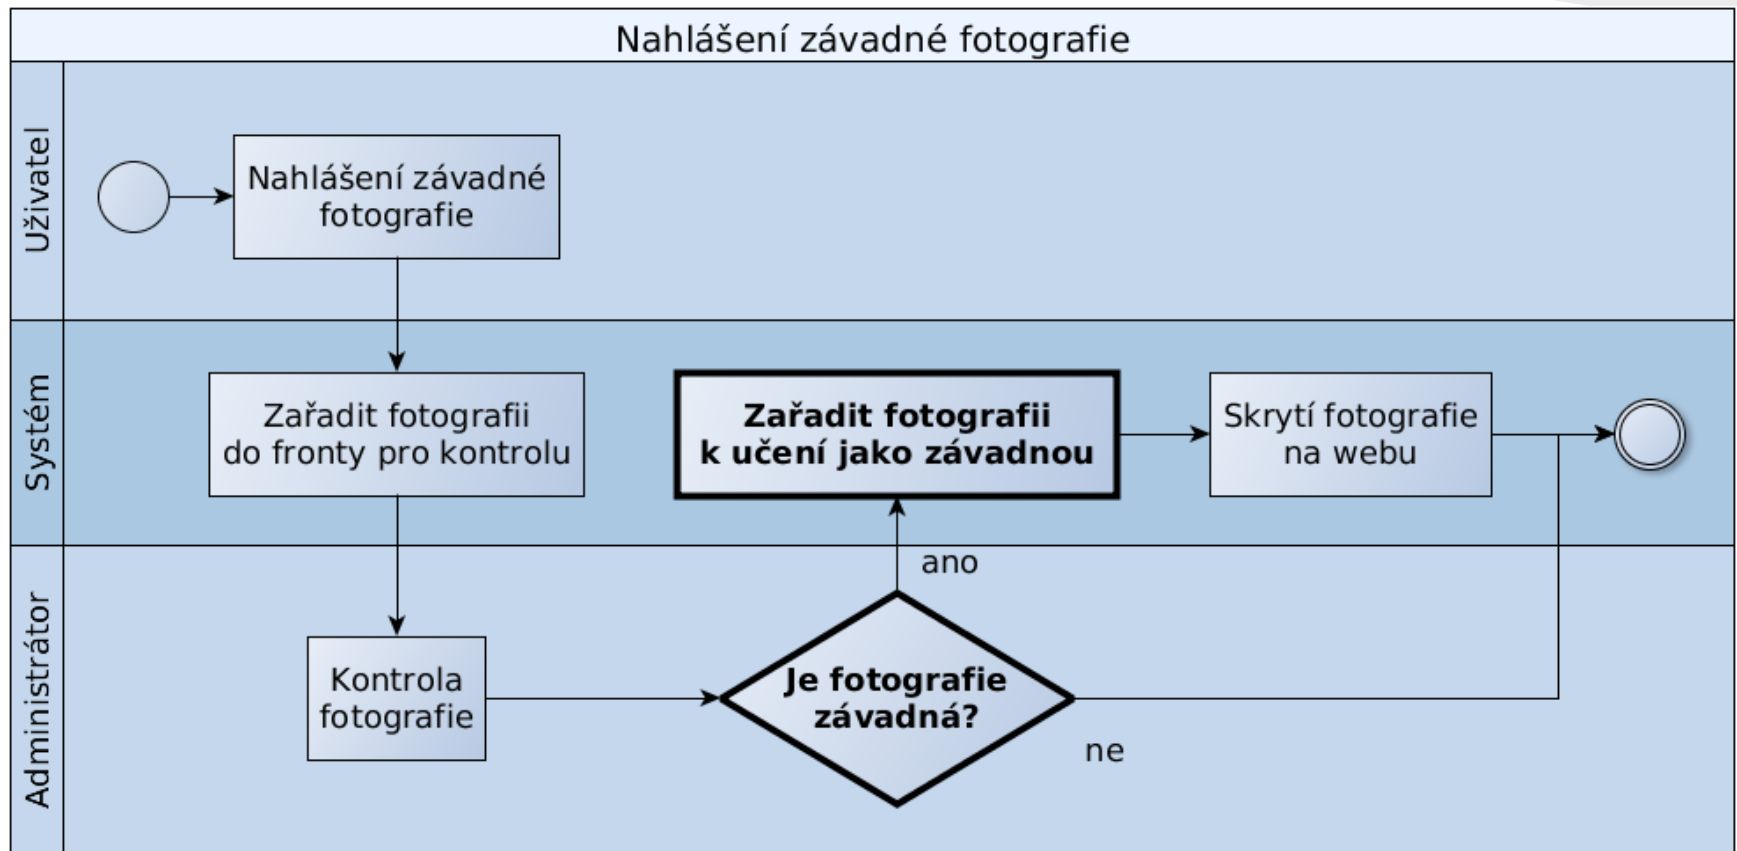 Nahlášení závadné fotografie
Uživatel
Nahlášení závadné
fotografie
Systém
Zařadit fotografii
do fronty pro kontrolu
Zařadit fotografii
k učení jako závadnou
Skrytí fotografie
na webu
Administrátor
ano
Kontrola
fotografie
Je fotografie
závadná?
ne